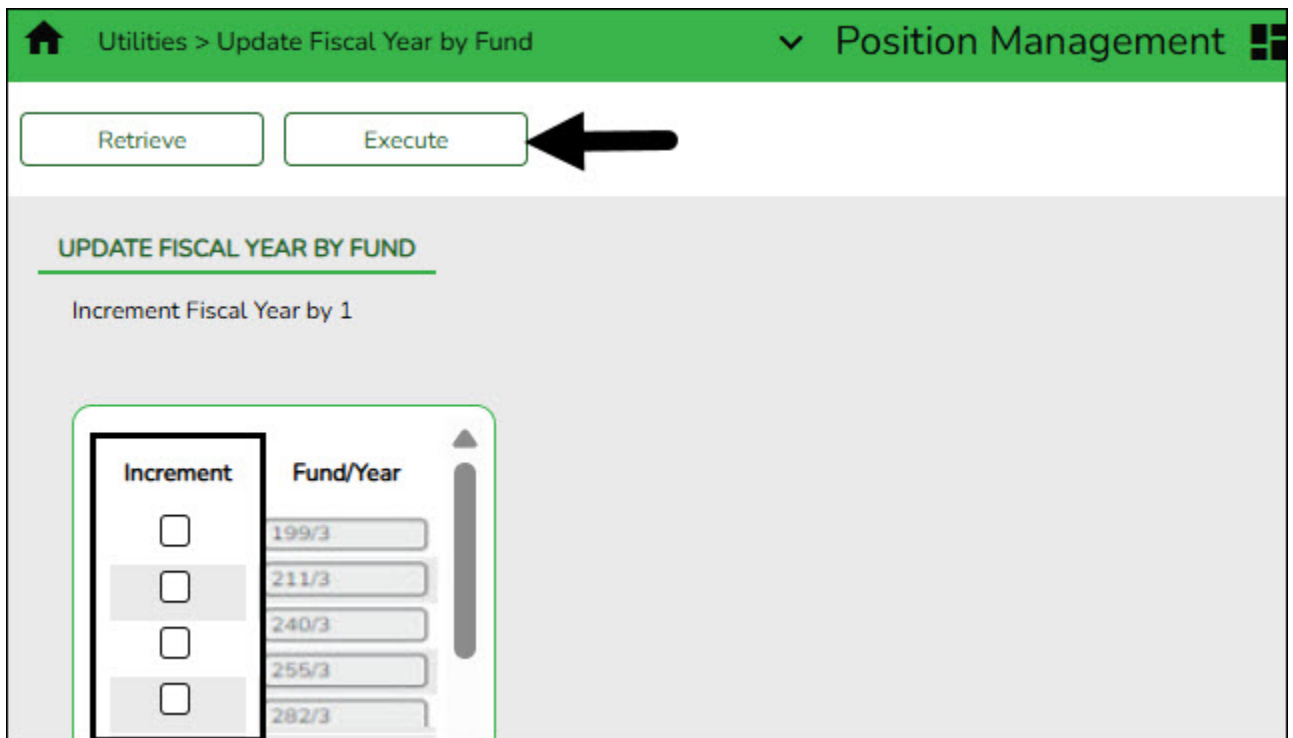 Utilities > Update Fiscal Year by Fund Position Management
Retrieve Execute
UPDATE FISCAL YEAR BY FUND
Increment Fiscal Year by 1
Increment Fund/Year
199/3
211/3
240/3
255/3
282/3